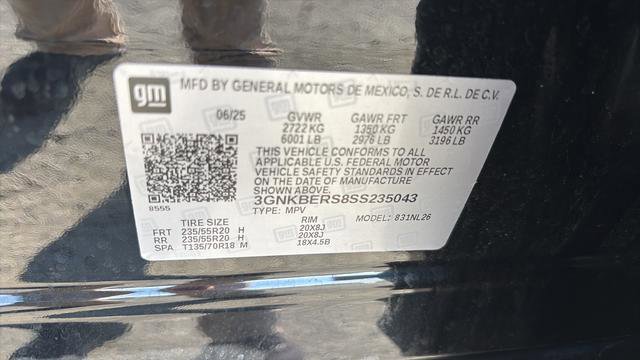 gm MFD BY GENERAL MOTORS DE MEXICO, S. DE R.L. DE C.V.
06/25 GVWR GAWR FRT GAWR RR
2722 KG 1350 KG 1450 KG
6001 LB 2976 LB 3196 LB
THIS VEHICLE CONFORMS TO ALL
APPLICABLE U.S. FEDERAL MOTOR
VEHICLE SAFETY STANDARDS IN EFFECT
ON THE DATE OF MANUFACTURE
SHOWN ABOVE.
3GNKBERS8SS235043
8555 TYPE: MPV MODEL: 831NL26
TIRE SIZE RIM
FRT 235/55R20 H 20X8J
RR 235/55R20 H 20X8J
SPA T135/70R18 M 18X4.5B